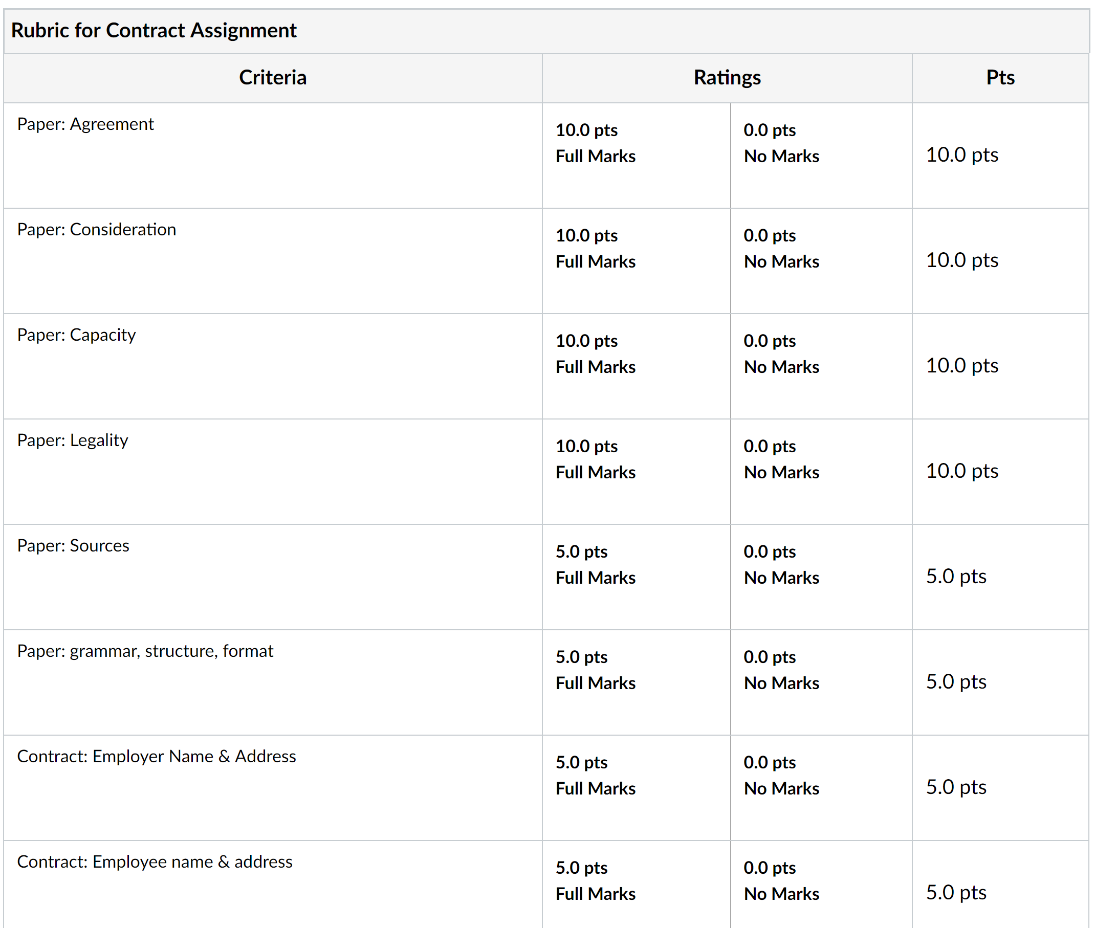 Rubric for Contract Assignment
Criteria Ratings Pts
Paper: Agreement
10.0 pts
Full Marks
0.0 pts
No Marks
10.0 pts
Paper: Consideration
10.0 pts
Full Marks
0.0 pts
No Marks
10.0 pts
Paper: Capacity
10.0 pts
Full Marks
0.0 pts
No Marks
10.0 pts
Paper: Legality
10.0 pts
Full Marks
0.0 pts
No Marks
10.0 pts
Paper: Sources
5.0 pts
Full Marks
0.0 pts
No Marks
5.0 pts
Paper: grammar, structure, format
5.0 pts
Full Marks
0.0 pts
No Marks
5.0 pts
Contract: Employer Name & Address
5.0 pts
Full Marks
0.0 pts
No Marks
5.0 pts
Contract: Employee name & address
5.0 pts
Full Marks
0.0 pts
No Marks
5.0 pts